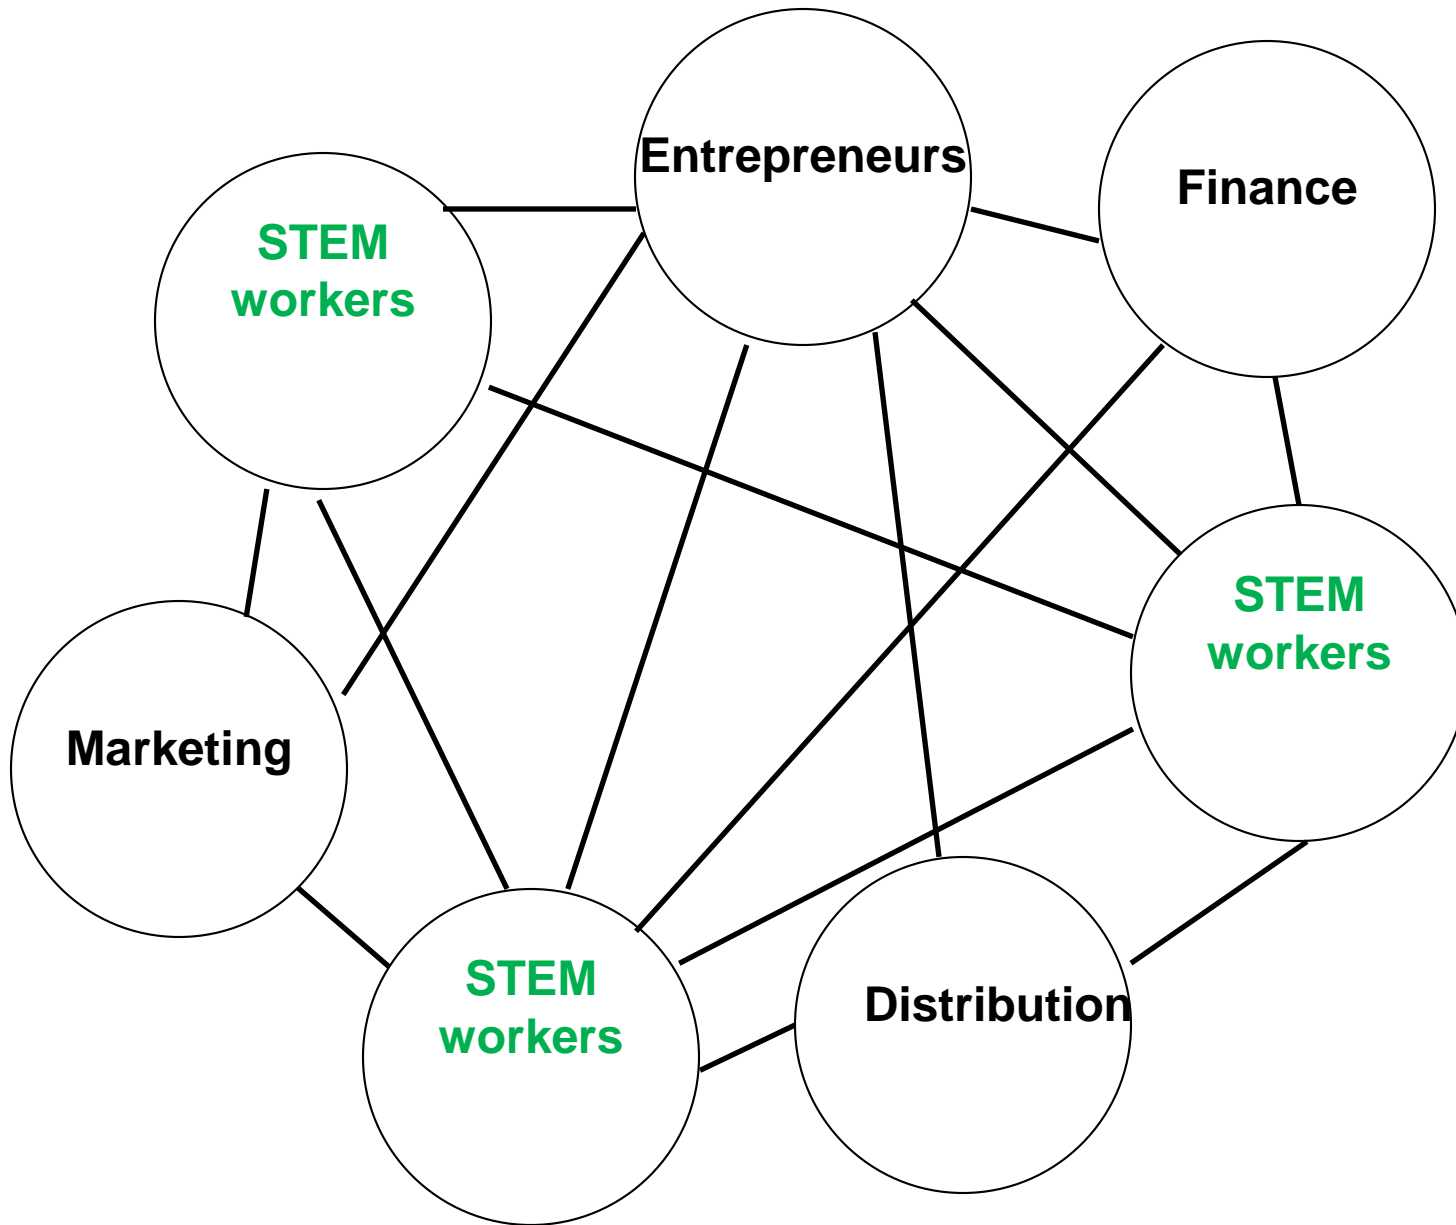 Entrepreneurs
Finance
STEM
workers
STEM
workers
Marketing
STEM
workers
Distribution